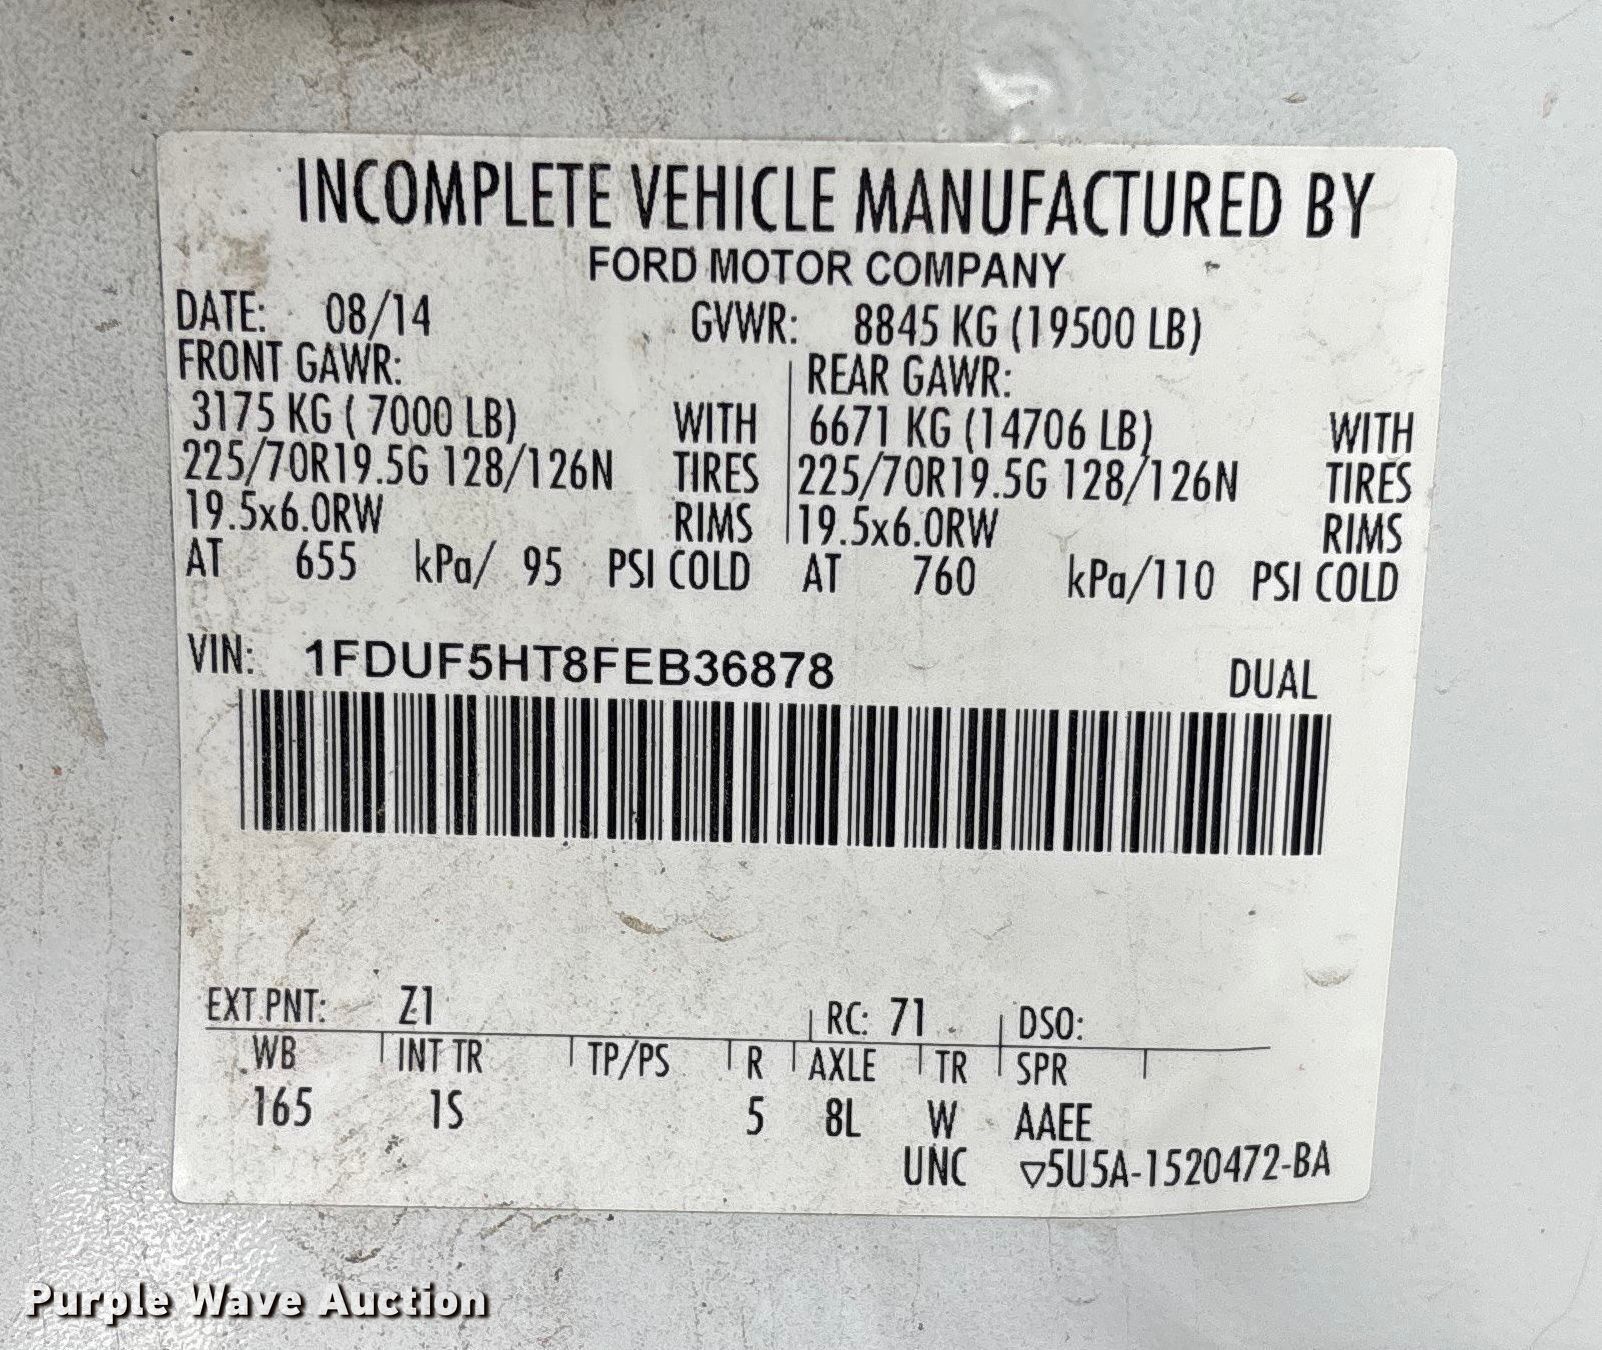 INCOMPLETE VEHICLE MANUFACTURED BY
FORD MOTOR COMPANY
DATE: 08/14 GVWR: 8845 KG (19500 LB)
FRONT GAWR: REAR GAWR:
3175 KG ( 7000 LB) WITH 6671 KG (14706 LB) WITH
225/70R19.5G 128/126N TIRES 225/70R19.5G 128/126N TIRES
19.5x6.0RW RIMS 19.5x6.0RW RIMS
AT 655 kPa/ 95 PSI COLD AT 760 kPa/110 PSI COLD
VIN: 1FDUF5HT8FEB36878 DUAL
EXT PNT: Z1 RC: 71 DSO:
WB INT TR TP/PS R AXLE TR SPR
165 1S 5 8L W AAEE
UNC ▽5U5A-1520472-BA
Purple Wave Auction